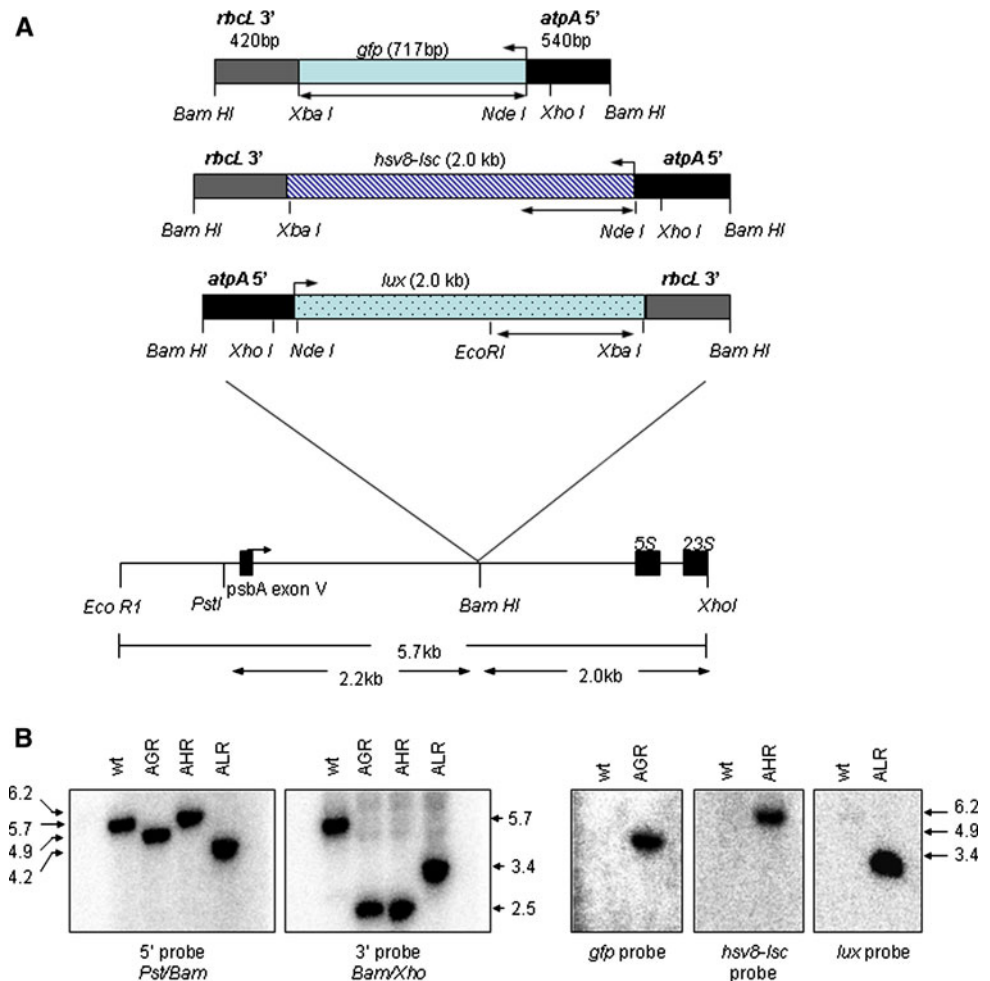 A
rbcL 3'
atpA 5'
420bp
gfp (717bp)
540bp
Bam HI
Xba I
Nde I
Xho I
Bam HI
rbcL 3'
hsv8-lsc (2.0 kb)
atpA 5'
Bam HI
Xba I
Nde I
Xho I
Bam HI
atpA 5'
lux (2.0 kb)
rbcL 3'
Bam HI
Xho I
Nde I
EcoRI
Xba I
Bam HI
5S
23S
psbA exon V
Eco R1
PstI
Bam HI
XhoI
5.7kb
2.2kb
2.0kb
B
wt
AGR
AHR
ALR
6.2
5.7
4.9
4.2
5' probe
Pst/Bam
wt
AGR
AHR
ALR
5.7
3.4
2.5
3' probe
Bam/Xho
wt
AGR
gfp probe
wt
AHR
hsv8-lsc
probe
wt
ALR
6.2
4.9
3.4
lux probe